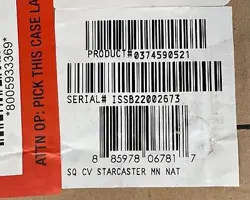 *8005933369*
ATTN OP: PICK THIS CASE LA
PRODUCT#0374590521
SERIAL# ISSB22002673
8 85978 06781 7
SQ CV STARCASTER MN NAT